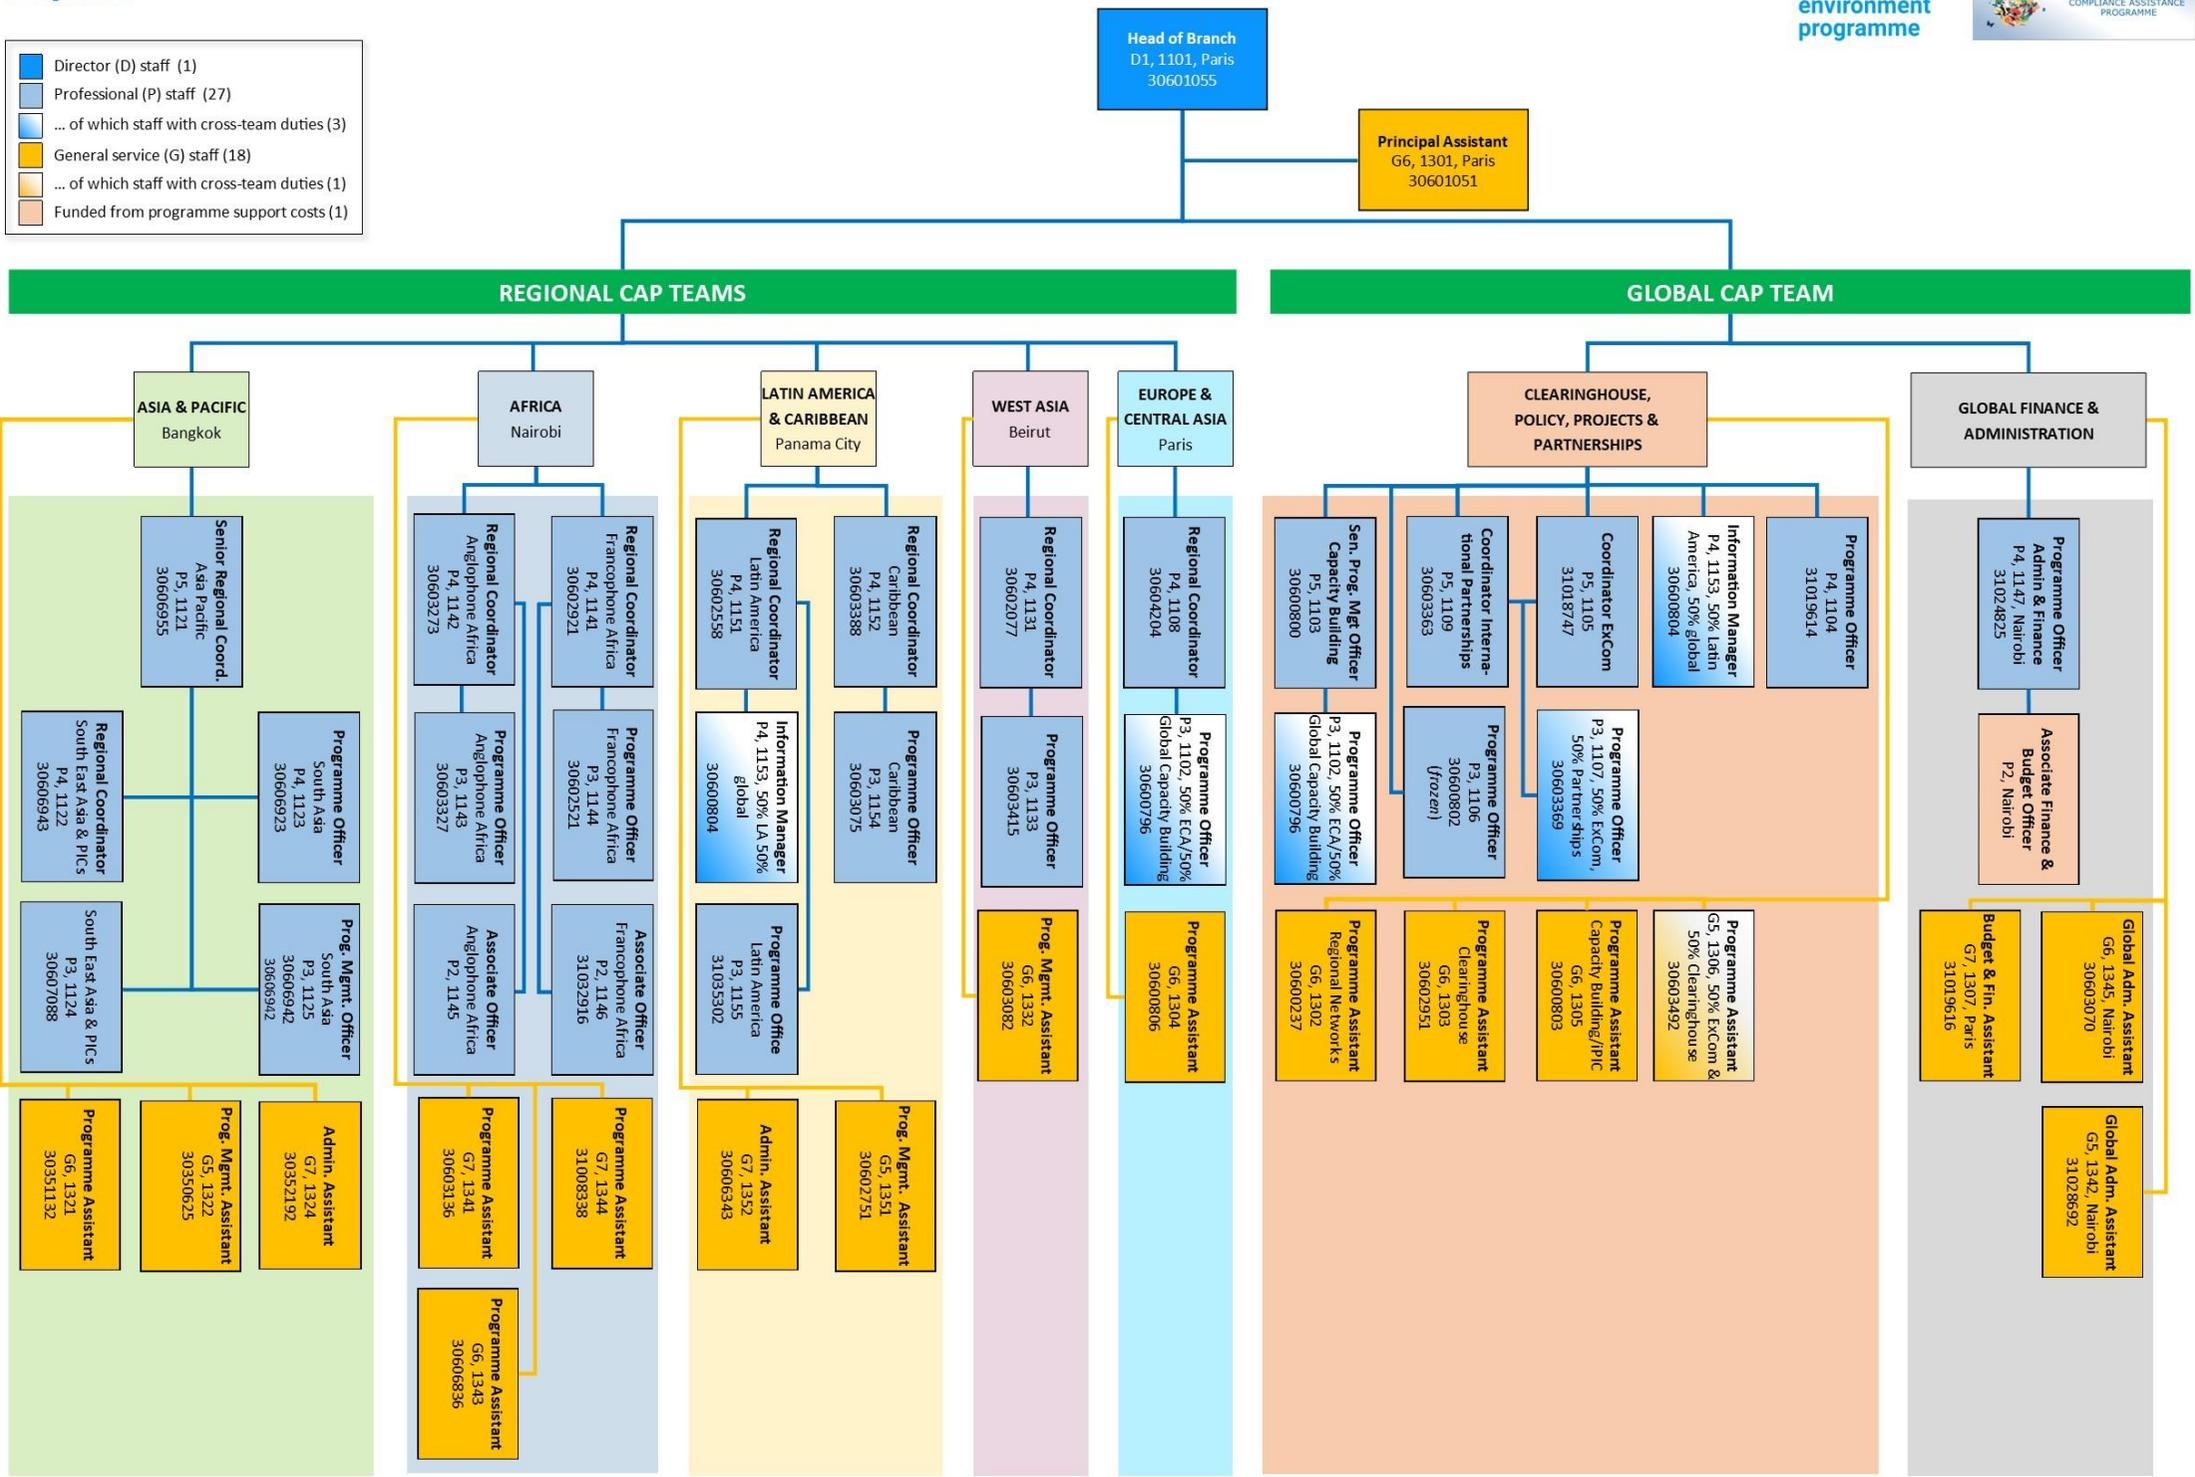 environment
programme
COMPLIANCE ASSISTANCE
PROGRAMME
Director (D) staff (1)
Professional (P) staff (27)
... of which staff with cross-team duties (3)
General service (G) staff (18)
... of which staff with cross-team duties (1)
Funded from programme support costs (1)
Head of Branch
D1, 1101, Paris
30601055
Principal Assistant
G6, 1301, Paris
30601051
REGIONAL CAP TEAMS
GLOBAL CAP TEAM
ASIA & PACIFIC
Bangkok
AFRICA
Nairobi
LATIN AMERICA
& CARIBBEAN
Panama City
WEST ASIA
Beirut
EUROPE &
CENTRAL ASIA
Paris
CLEARINGHOUSE,
POLICY, PROJECTS &
PARTNERSHIPS
GLOBAL FINANCE &
ADMINISTRATION
Senior Regional Coord.
Asia Pacific
P5, 1121
30606955
Regional Coordinator
South East Asia & PICs
P4, 1122
30606943
Programme Officer
South Asia
P4, 1123
30606923
South East Asia & PICs
P3, 1124
30607088
Prog. Mgmt. Officer
South Asia
P3, 1125
30606942
30606942
Programme Assistant
G6, 1321
30351132
Prog. Mgmt. Assistant
G5, 1322
30350625
Admin. Assistant
G7, 1324
30352192
Regional Coordinator
Anglophone Africa
P4, 1142
30603273
Regional Coordinator
Francophone Africa
P4, 1141
30602921
Programme Officer
Anglophone Africa
P3, 1143
30603327
Programme Officer
Francophone Africa
P3, 1144
30602521
Associate Officer
Anglophone Africa
P2, 1145
Associate Officer
Francophone Africa
P2, 1146
31032916
Programme Assistant
G7, 1341
30603136
Programme Assistant
G7, 1344
31008338
Programme Assistant
G6, 1343
30606836
Regional Coordinator
Latin America
P4, 1151
30602558
Regional Coordinator
Caribbean
P4, 1152
30603388
Information Manager
P4, 1153, 50% LA 50%
global
30600804
Programme Officer
Caribbean
P3, 1154
30603075
Programme Office
Latin America
P3, 1155
31035302
Admin. Assistant
G7, 1352
30606343
Prog. Mgmt. Assistant
G5, 1351
30602751
Regional Coordinator
P4, 1131
30602077
Programme Officer
P3, 1133
30603415
Prog. Mgmt. Assistant
G6, 1332
30603082
Regional Coordinator
P4, 1108
30604204
Programme Officer
P3, 1102, 50% ECA/50%
Global Capacity Building
30600796
Programme Assistant
G6, 1304
30600806
Sen. Prog. Mgt Officer
Capacity Building
P5, 1103
30600800
Coordinator Interna-
tional Partnerships
P5, 1109
30603363
Coordinator ExCom
P5, 1105
31018747
Information Manager
P4, 1153, 50% Latin
America, 50% global
30600804
Programme Officer
P4, 1104
31019614
Programme Officer
P3, 1102, 50% ECA/50%
Global Capacity Building
30600796
Programme Officer
P3, 1106
30600802
(frozen)
Programme Officer
P3, 1107, 50% ExCom,
50% Partnerships
30603369
Programme Assistant
Regional Networks
G6, 1302
30600237
Programme Assistant
Clearinghouse
G6, 1303
30602951
Programme Assistant
Capacity Building/iPIC
G6, 1305
30600803
Programme Assistant
G5, 1306, 50% ExCom &
50% Clearinghouse
30603492
Programme Officer
Admin & Finance
P4, 1147, Nairobi
31024825
Associate Finance &
Budget Officer
P2, Nairobi
Budget & Fin. Assistant
G7, 1307, Paris
31019616
Global Adm. Assistant
G6, 1345, Nairobi
30603070
Global Adm. Assistant
G5, 1342, Nairobi
31028692